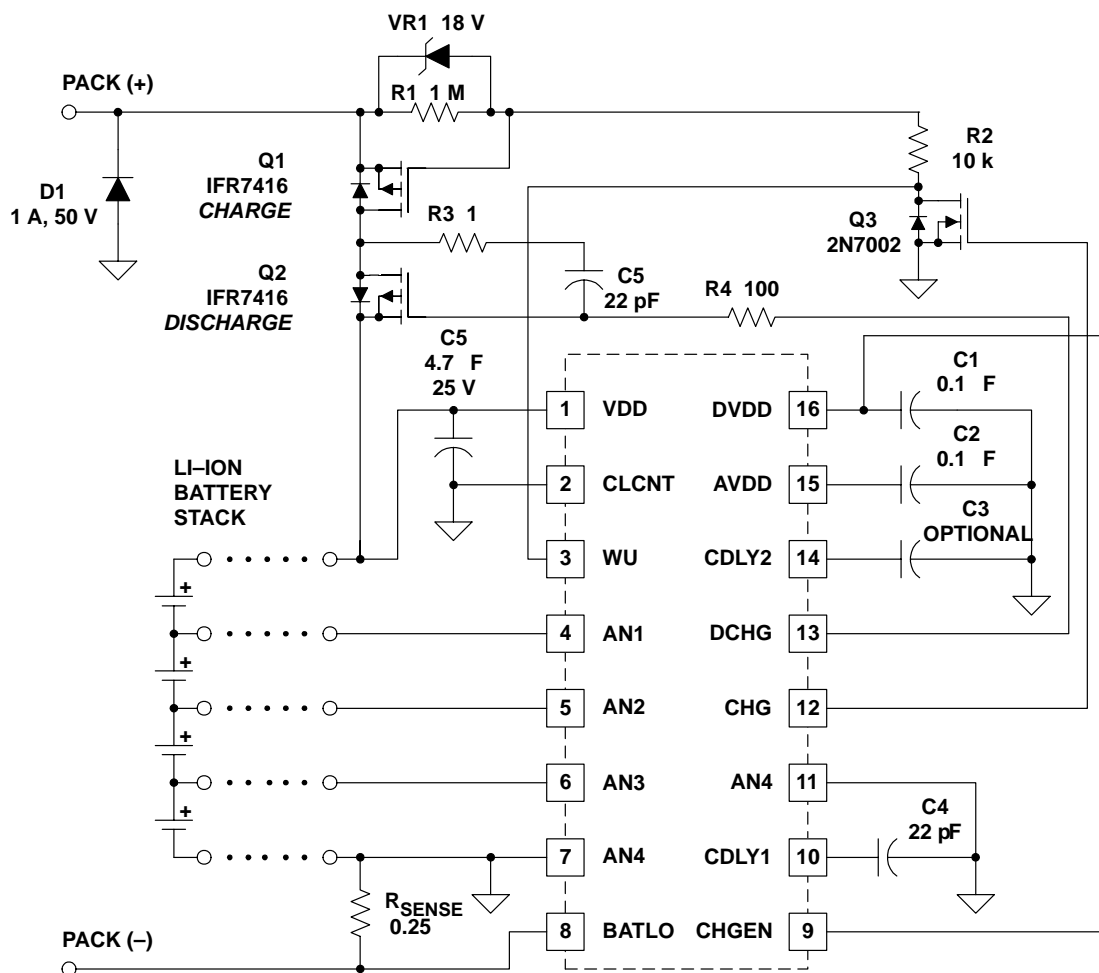 VR1 18 V
PACK (+)
R1 1 M
R2
10 k
Q1
IFR7416
CHARGE
D1
1 A, 50 V
R3 1
Q3
2N7002
Q2
IFR7416
DISCHARGE
C5
22 pF
R4 100
C5
4.7 F
25 V
C1
0.1 F
1 VDD DVDD 16
C2
0.1 F
LI–ION
BATTERY
STACK
2 CLCNT AVDD 15
C3
OPTIONAL
3 WU CDLY2 14
+
4 AN1 DCHG 13
+
5 AN2 CHG 12
+
6 AN3 AN4 11
+
C4
22 pF
7 AN4 CDLY1 10
RSENSE
0.25
8 BATLO CHGEN 9
PACK (–)